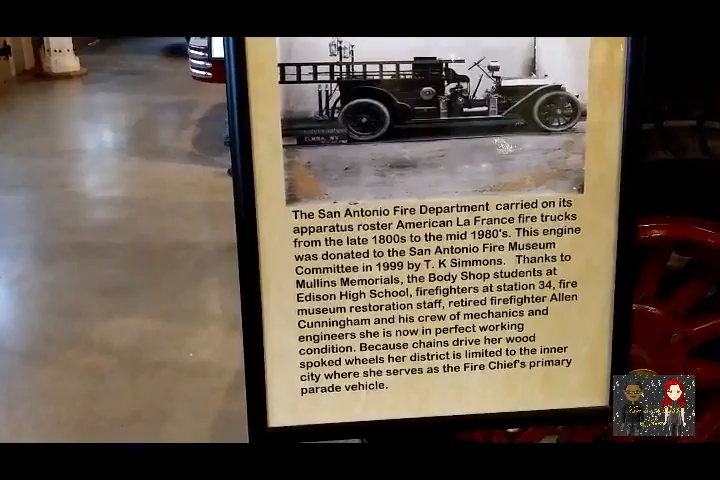 ELMIRA, N.Y.
The San Antonio Fire Department carried on its
apparatus roster American La France fire trucks
from the late 1800s to the mid 1980's. This engine
was donated to the San Antonio Fire Museum
Committee in 1999 by T. K Simmons. Thanks to
Mullins Memorials, the Body Shop students at
Edison High School, firefighters at station 34, fire
museum restoration staff, retired firefighter Allen
Cunningham and his crew of mechanics and
engineers she is now in perfect working
condition. Because chains drive her wood
spoked wheels her district is limited to the inner
city where she serves as the Fire Chief's primary
parade vehicle.